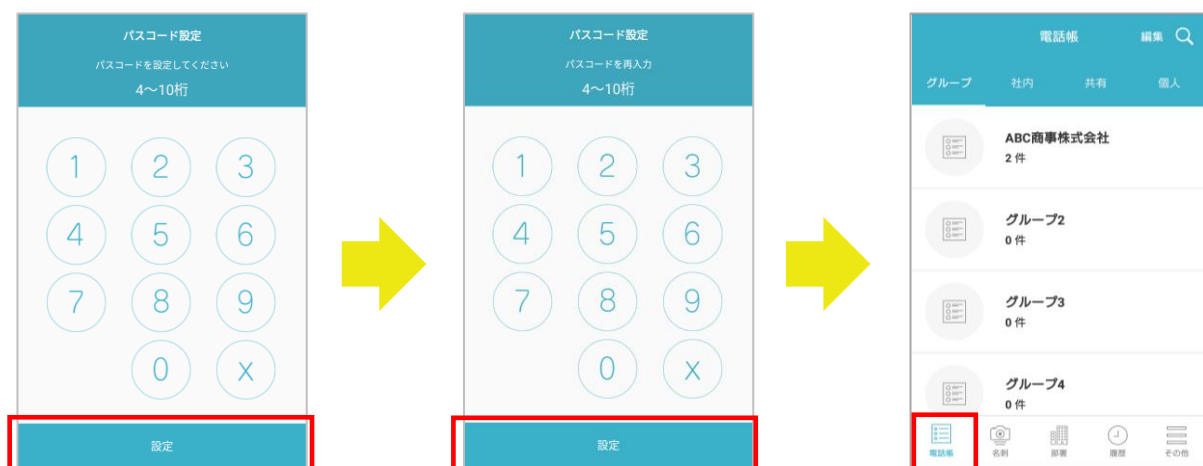 パスコード設定
パスコードを設定してください
4〜10桁
1 2 3
4 5 6
7 8 9
0 X
設定
パスコード設定
パスコードを再入力
4〜10桁
1 2 3
4 5 6
7 8 9
0 X
設定
電話帳 編集
グループ 社内 共有 個人
ABC商事株式会社
2 件
グループ2
0 件
グループ3
0 件
グループ4
0 件
電話帳 名刺 部署 履歴 その他